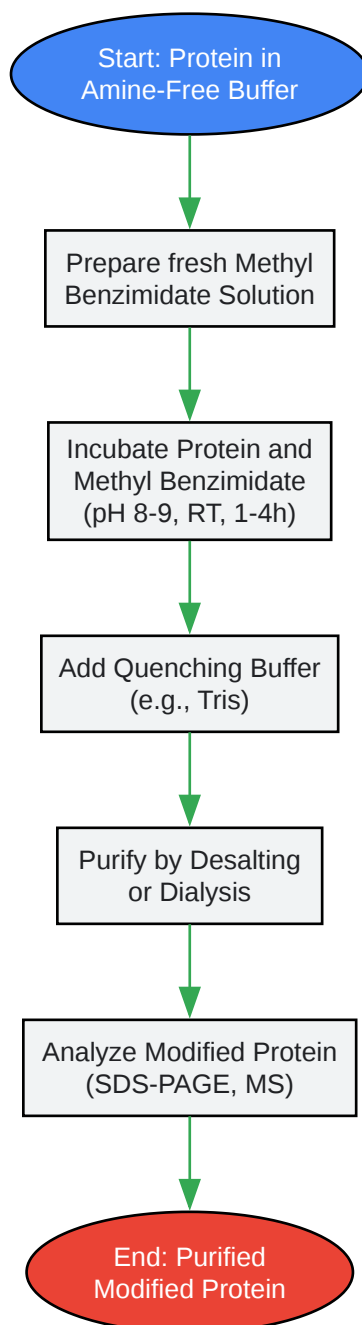 Start: Protein in
Amine-Free Buffer
Prepare fresh Methyl
Benzimidate Solution
Incubate Protein and
Methyl Benzimidate
(pH 8-9, RT, 1-4h)
Add Quenching Buffer
(e.g., Tris)
Purify by Desalting
or Dialysis
Analyze Modified Protein
(SDS-PAGE, MS)
End: Purified
Modified Protein